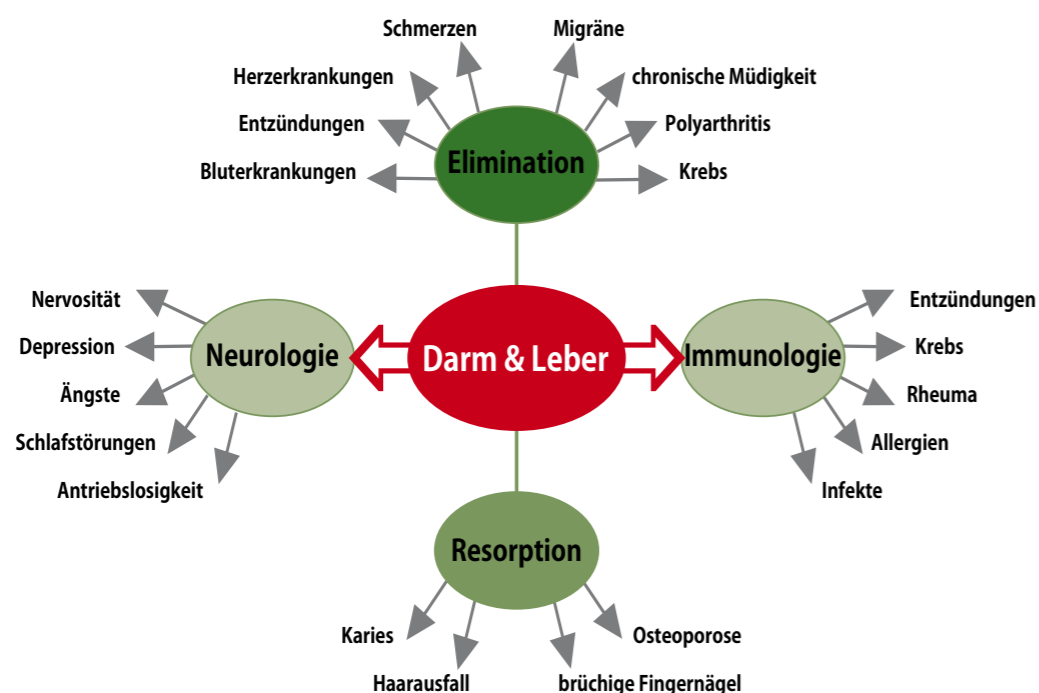 Schmerzen
Migräne
Herzerkrankungen
chronische Müdigkeit
Entzündungen
Polyarthritis
Bluterkrankungen
Elimination
Krebs
Nervosität
Depression
Ängste
Schlafstörungen
Antriebslosigkeit
Neurologie
Darm & Leber
Immunologie
Entzündungen
Krebs
Rheuma
Allergien
Infekte
Resorption
Karies
Haarausfall
brüchige Fingernägel
Osteoporose